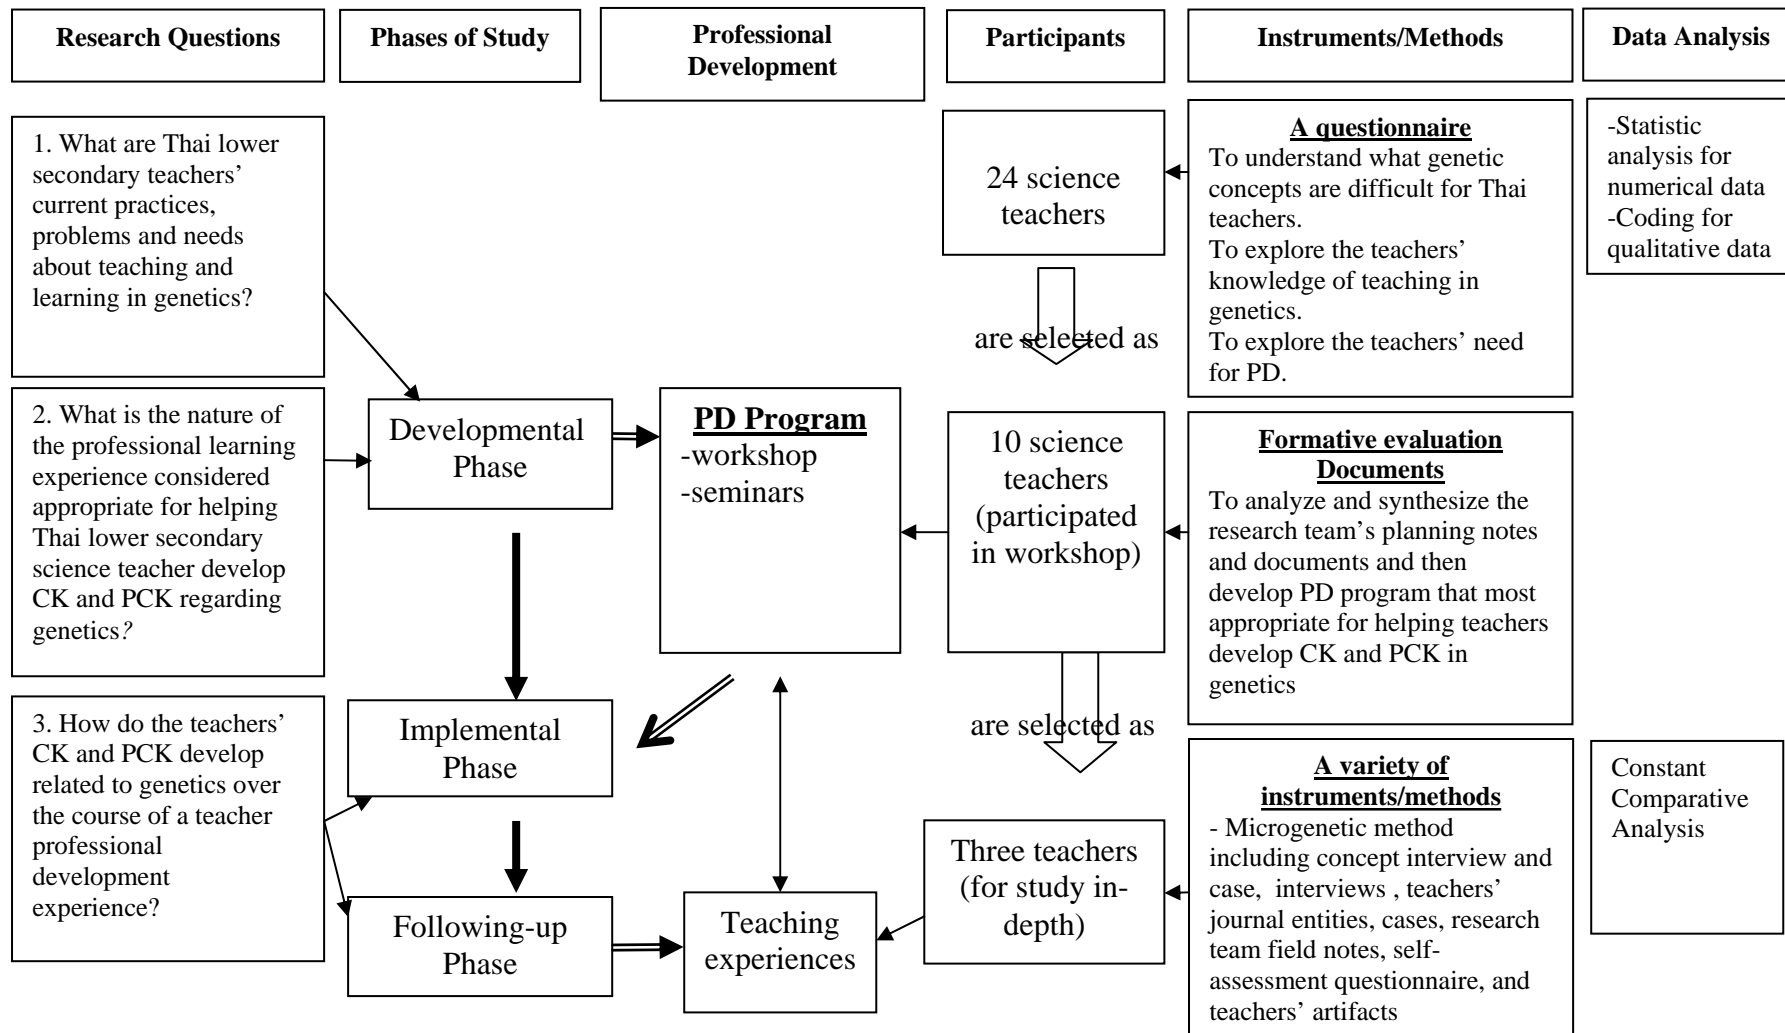 Research Questions
Phases of Study
Professional
Development
Participants
Instruments/Methods
Data Analysis
1. What are Thai lower
secondary teachers’
current practices,
problems and needs
about teaching and
learning in genetics?
2. What is the nature of
the professional learning
experience considered
appropriate for helping
Thai lower secondary
science teacher develop
CK and PCK regarding
genetics?
3. How do the teachers’
CK and PCK develop
related to genetics over
the course of a teacher
professional
development
experience?
Developmental
Phase
Implemental
Phase
Following-up
Phase
PD Program
-workshop
-seminars
Teaching
experiences
24 science
teachers
are selected as
10 science
teachers
(participated
in workshop)
are selected as
Three teachers
(for study in-
depth)
A questionnaire
To understand what genetic
concepts are difficult for Thai
teachers.
To explore the teachers’
knowledge of teaching in
genetics.
To explore the teachers’ need
for PD.
Formative evaluation
Documents
To analyze and synthesize the
research team’s planning notes
and documents and then
develop PD program that most
appropriate for helping teachers
develop CK and PCK in
genetics
A variety of
instruments/methods
- Microgenetic method
including concept interview and
case, interviews , teachers’
journal entities, cases, research
team field notes, self-
assessment questionnaire, and
teachers’ artifacts
-Statistic
analysis for
numerical data
-Coding for
qualitative data
Constant
Comparative
Analysis